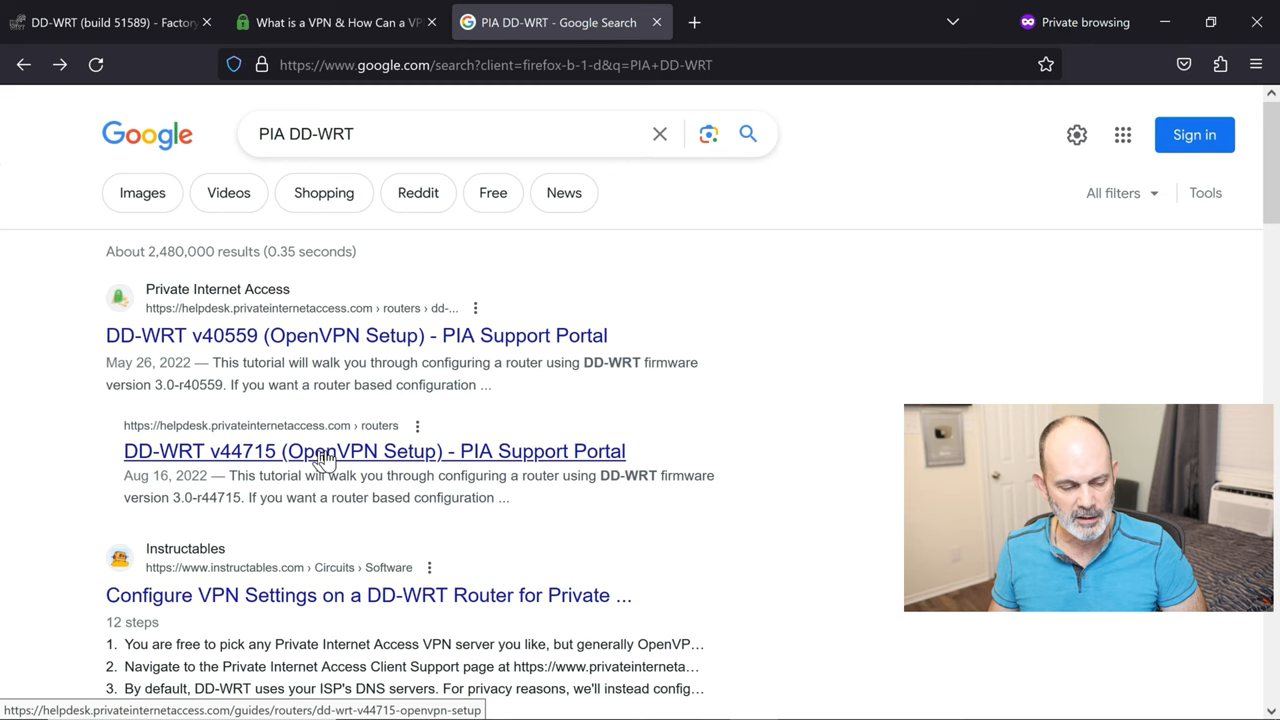 DD-WRT (build 51589) - Factory
What is a VPN & How Can a VP
PIA DD-WRT - Google Search
Private browsing
https://www.google.com/search?client=firefox-b-1-d&q=PIA+DD-WRT
Google
PIA DD-WRT
Sign in
Images
Videos
Shopping
Reddit
Free
News
All filters
Tools
About 2,480,000 results (0.35 seconds)
Private Internet Access
https://helpdesk.privateinternetaccess.com › routers › dd-...
DD-WRT v40559 (OpenVPN Setup) - PIA Support Portal
May 26, 2022 — This tutorial will walk you through configuring a router using DD-WRT firmware
version 3.0-r40559. If you want a router based configuration ...
https://helpdesk.privateinternetaccess.com › routers
DD-WRT v44715 (OpenVPN Setup) - PIA Support Portal
Aug 16, 2022 — This tutorial will walk you through configuring a router using DD-WRT firmware
version 3.0-r44715. If you want a router based configuration ...
Instructables
https://www.instructables.com › Circuits › Software
Configure VPN Settings on a DD-WRT Router for Private ...
12 steps
1. You are free to pick any Private Internet Access VPN server you like, but generally OpenVP...
2. Navigate to the Private Internet Access Client Support page at https://www.privateinterneta...
3. By default, DD-WRT uses your ISP's DNS servers. For privacy reasons, we'll instead config...
https://helpdesk.privateinternetaccess.com/guides/routers/dd-wrt-v44715-openvpn-setup